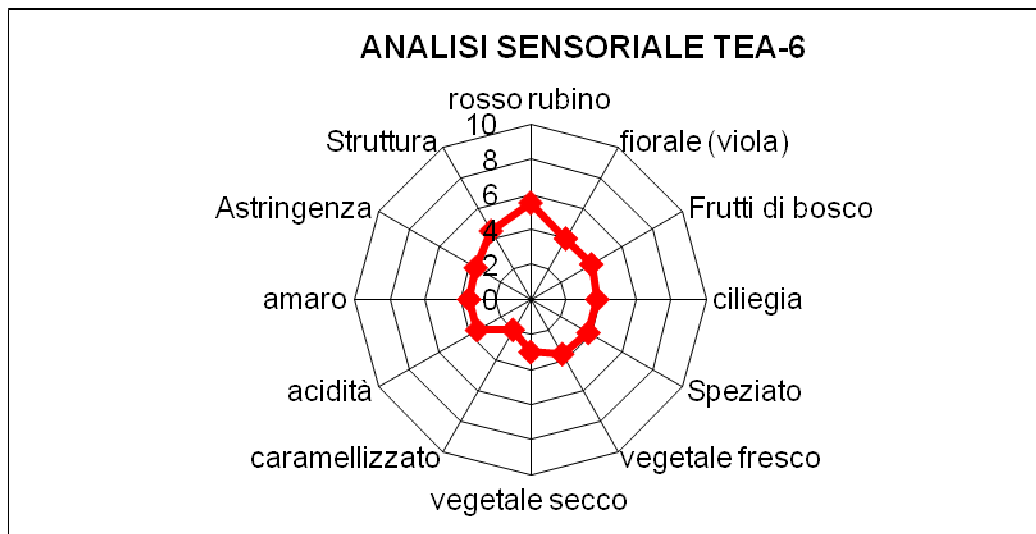 ANALISI SENSORIALE TEA-6
rosso rubino
fiorale (viola)
Frutti di bosco
ciliegia
Speziato
vegetale fresco
vegetale secco
caramellizzato
acidità
amaro
Astringenza
Struttura
10
8
6
4
2
0